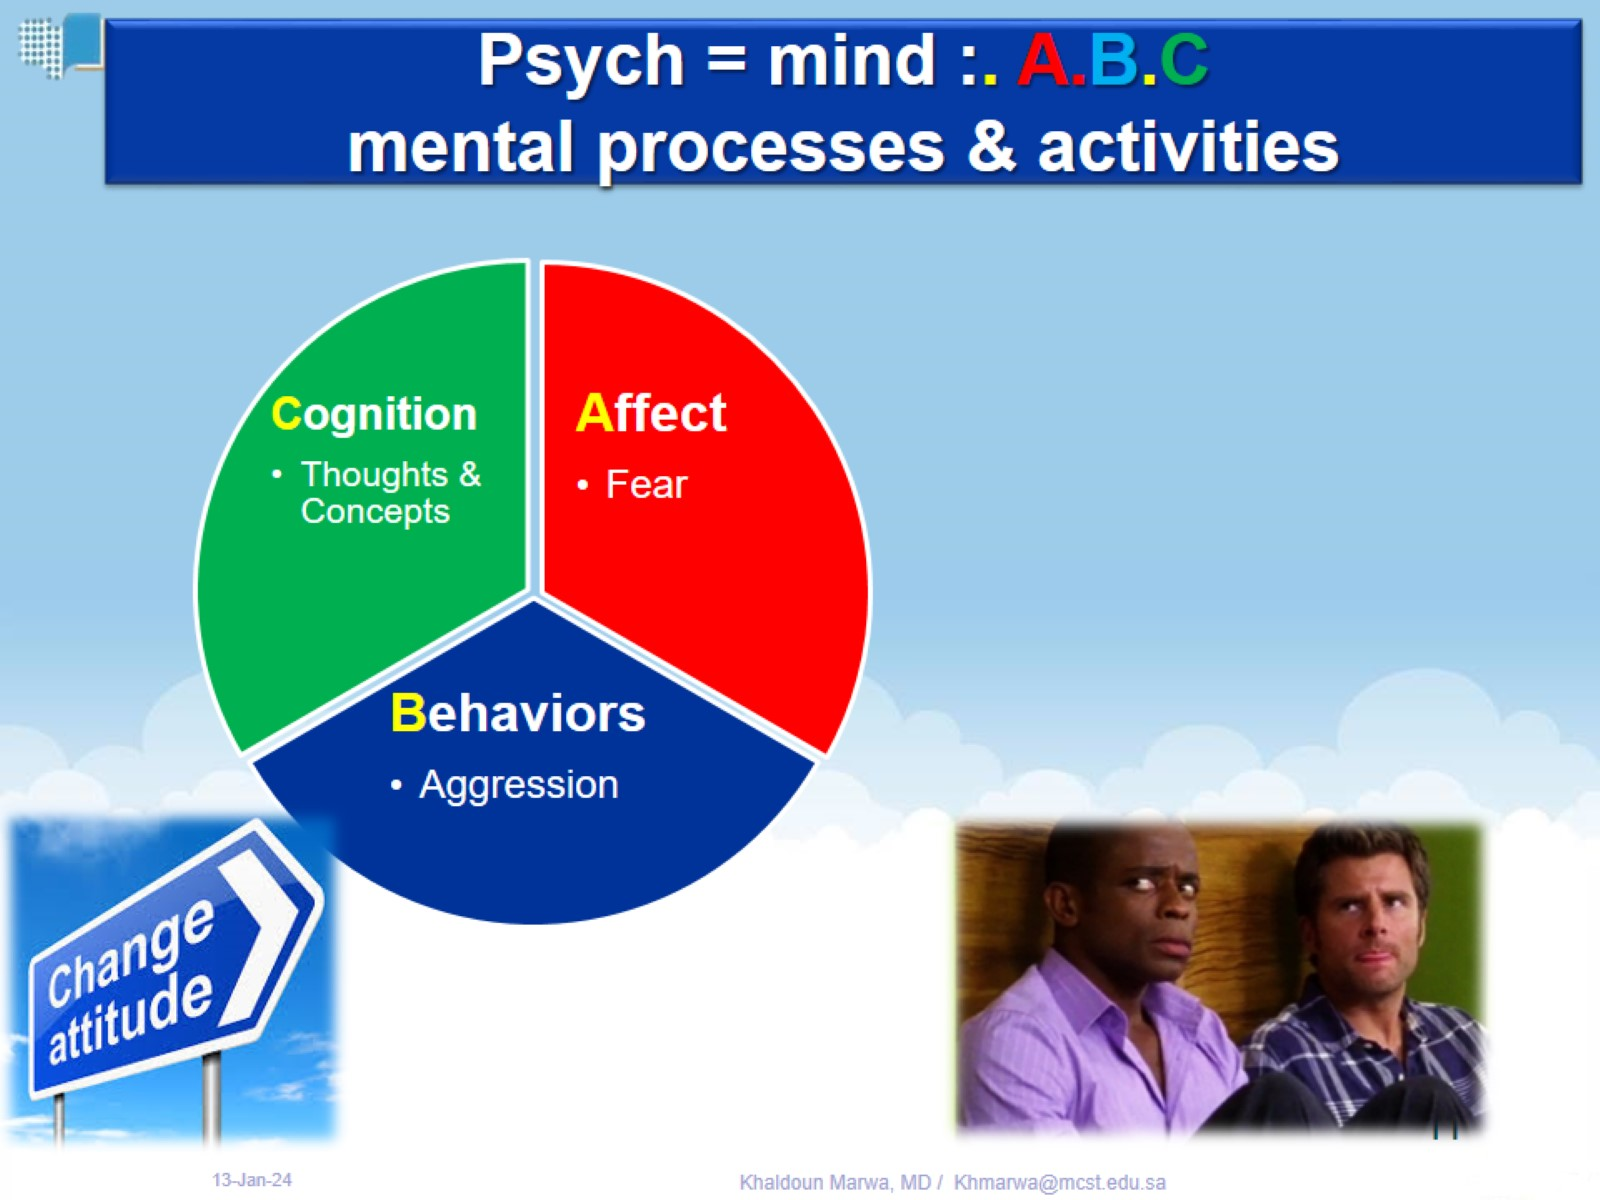 Psych = mind :. A.B.C
mental processes & activities
Cognition
• Thoughts &
Concepts
Affect
• Fear
Behaviors
• Aggression
Change
attitude
11
13-Jan-24
Khaldoun Marwa, MD / Khmarwa@mcst.edu.sa